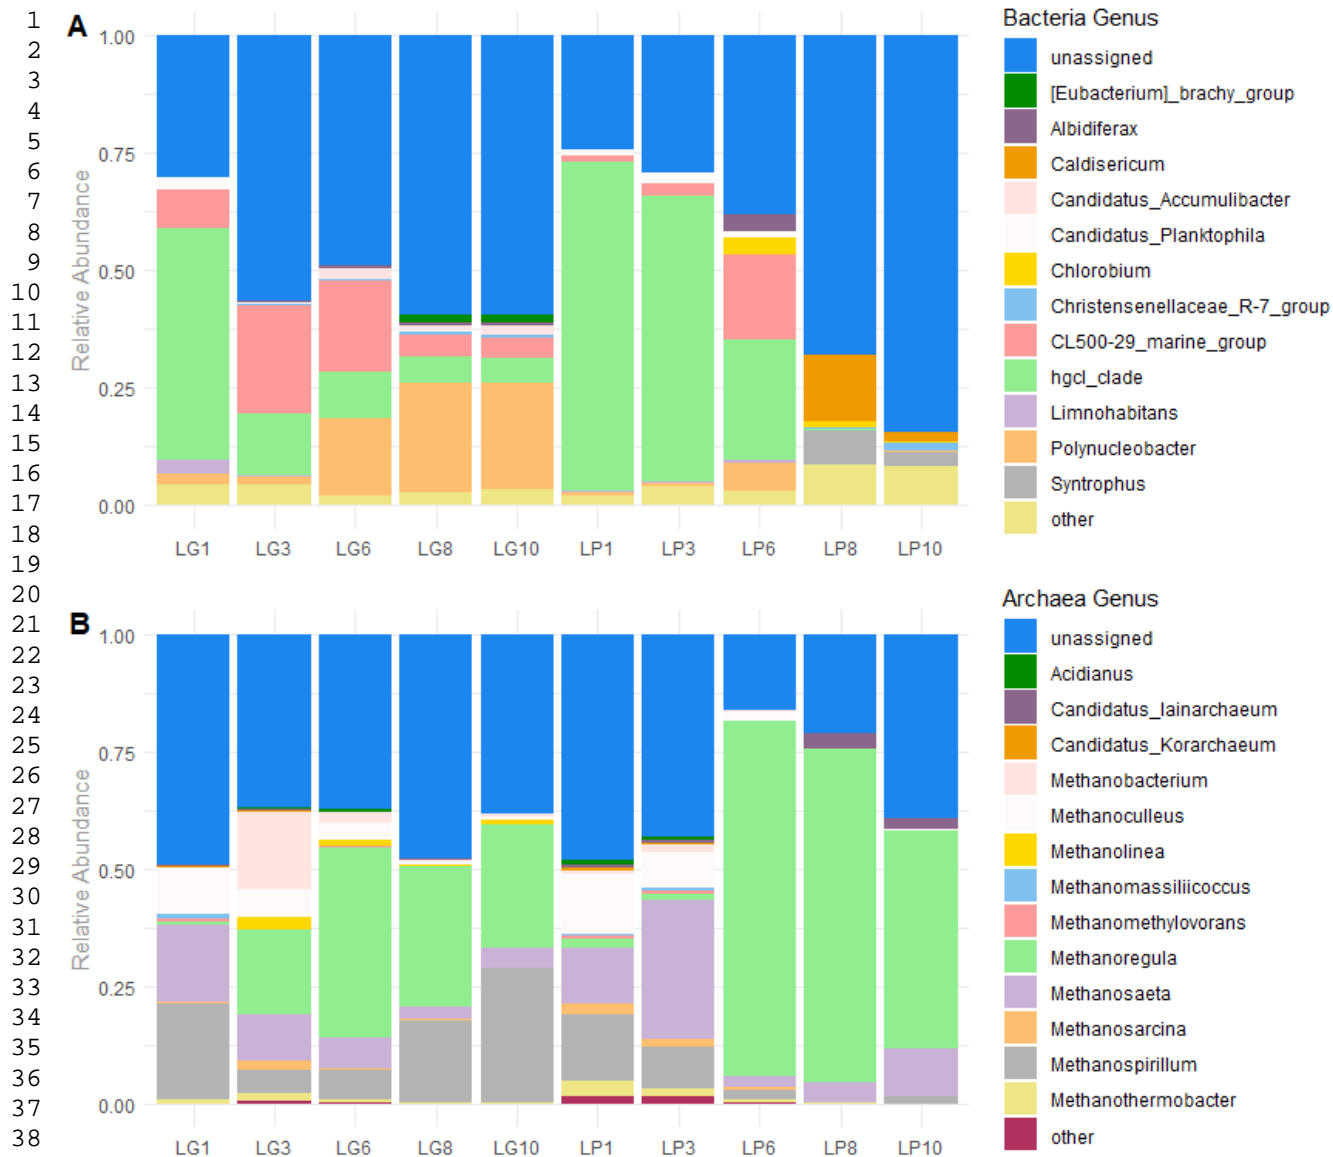 1
2
3
4
5
6
7
8
9
10
11
12
13
14
15
16
17
18
19
20
21
22
23
24
25
26
27
28
29
30
31
32
33
34
35
36
37
38
A
1.00
0.75
0.50
0.25
0.00
Relative Abundance
LG1 LG3 LG6 LG8 LG10 LP1 LP3 LP6 LP8 LP10
Bacteria Genus
unassigned
[Eubacterium]_brachy_group
Albidiferax
Caldisericum
Candidatus_Accumulibacter
Candidatus_Planktophila
Chlorobium
Christensenellaceae_R-7_group
CL500-29_marine_group
hgcI_clade
Limnohabitans
Polynucleobacter
Syntrophus
other
B
1.00
0.75
0.50
0.25
0.00
Relative Abundance
LG1 LG3 LG6 LG8 LG10 LP1 LP3 LP6 LP8 LP10
Archaea Genus
unassigned
Acidianus
Candidatus_Iainarchaeum
Candidatus_Korarchaeum
Methanobacterium
Methanoculleus
Methanolinea
Methanomassiliicoccus
Methanomethylovorans
Methanoregula
Methanosaeta
Methanosarcina
Methanospirillum
Methanothermobacter
other